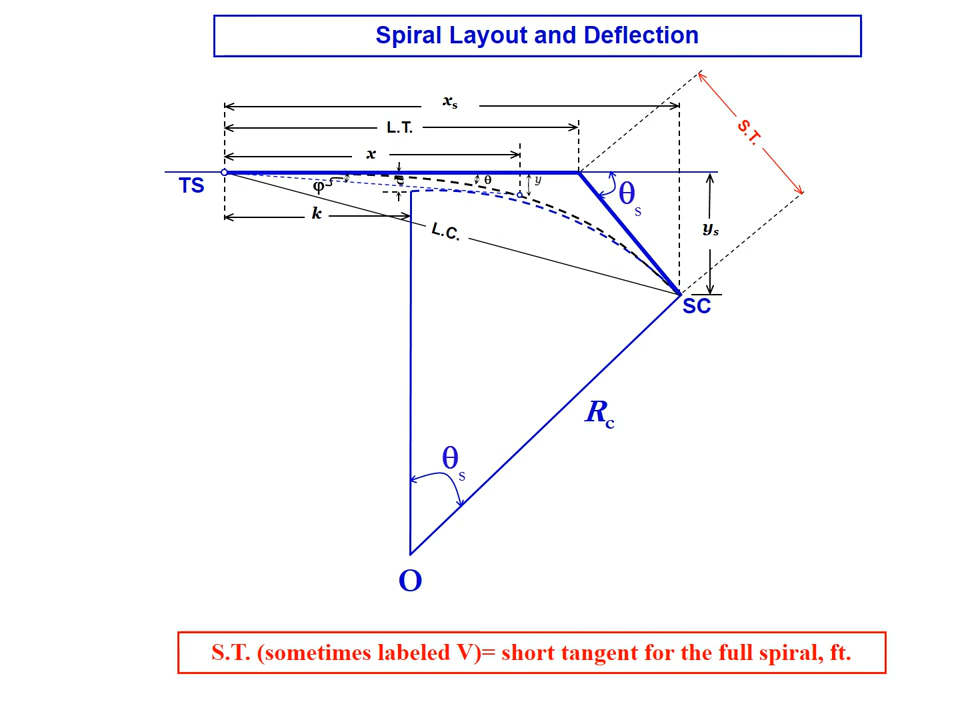 Spiral Layout and Deflection
xs
L.T.
S.T.
x
TS
φ
θ
y
θs
k
L.C.
ys
SC
Rc
θs
O
S.T. (sometimes labeled V)= short tangent for the full spiral, ft.